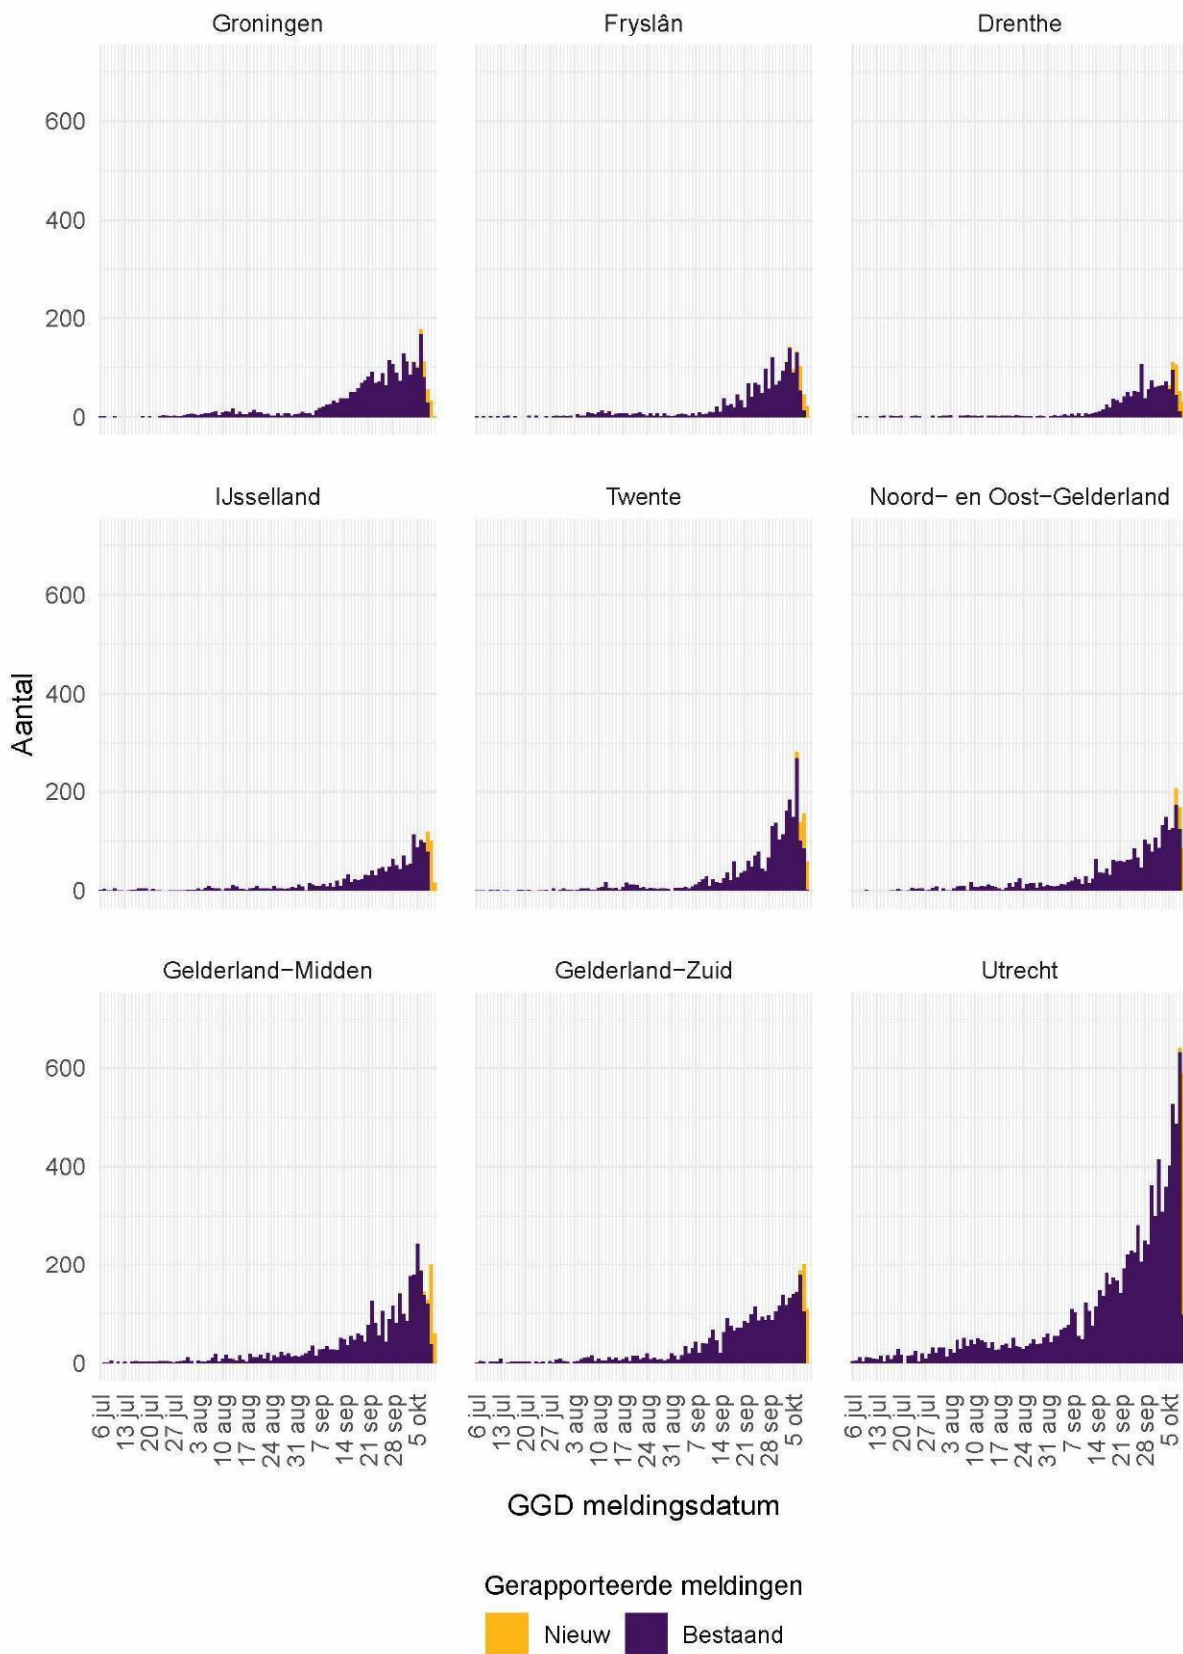 Groningen
Fryslân
Drenthe
600
400
200
0
IJsselland
Twente
Noord- en Oost-Gelderland
600
400
200
0
Aantal
Gelderland-Midden
Gelderland-Zuid
Utrecht
600
400
200
0
6 jul
13 jul
20 jul
27 jul
3 aug
10 aug
17 aug
24 aug
31 aug
7 sep
14 sep
21 sep
28 sep
5 okt
6 jul
13 jul
20 jul
27 jul
3 aug
10 aug
17 aug
24 aug
31 aug
7 sep
14 sep
21 sep
28 sep
5 okt
6 jul
13 jul
20 jul
27 jul
3 aug
10 aug
17 aug
24 aug
31 aug
7 sep
14 sep
21 sep
28 sep
5 okt
GGD meldingsdatum
Gerapporteerde meldingen
Nieuw
Bestaand